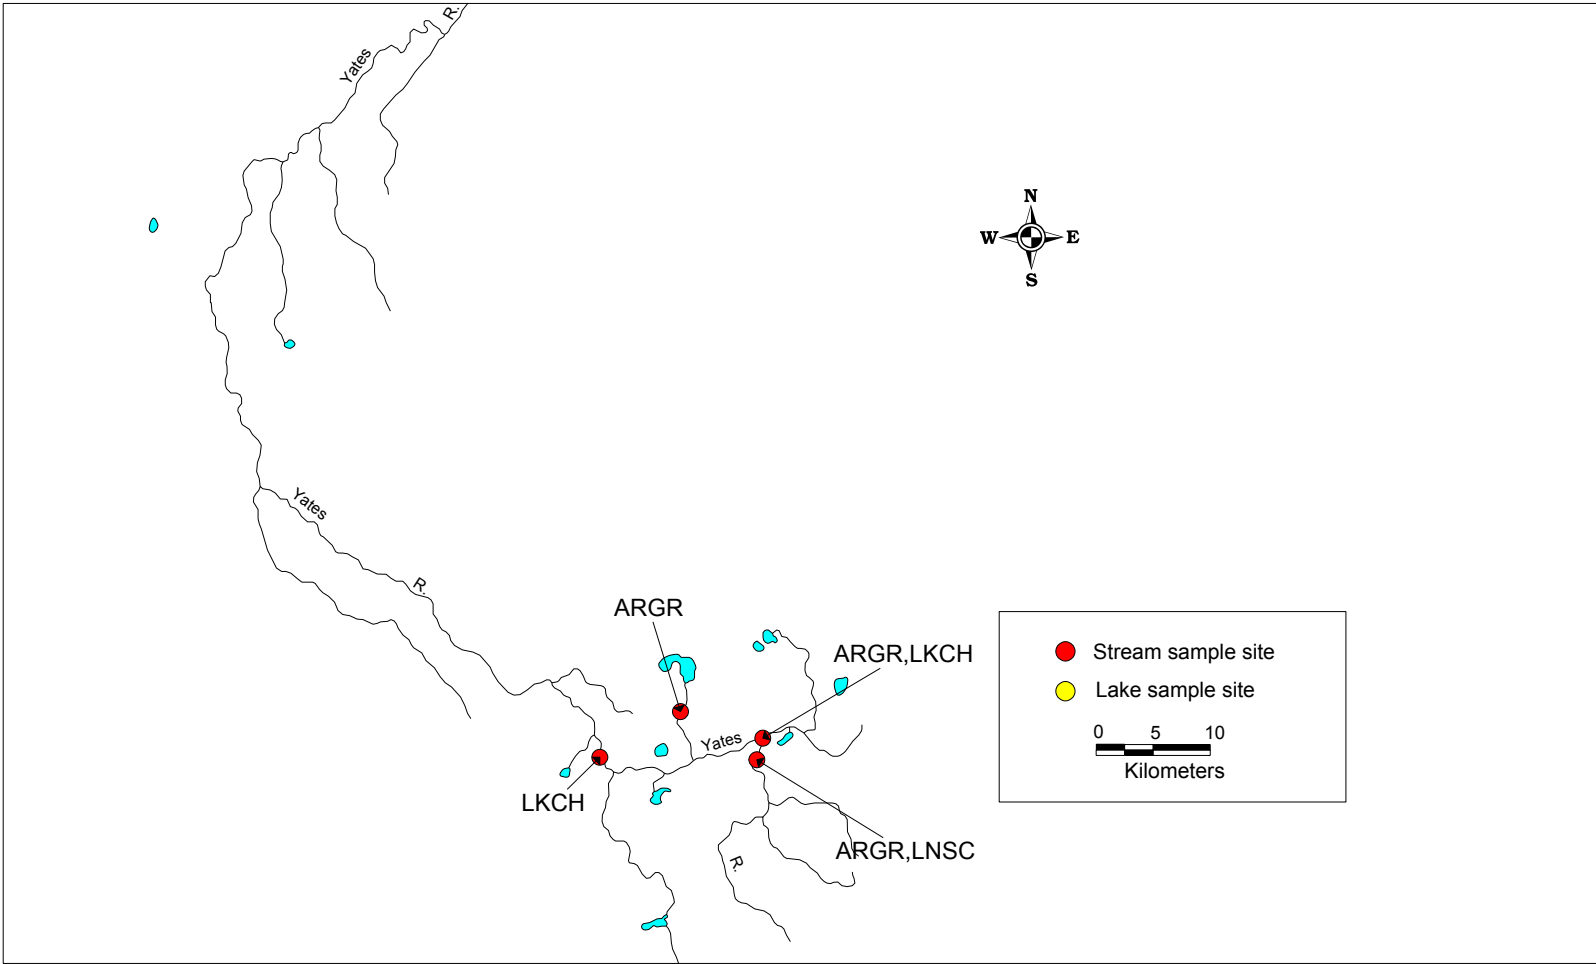 R.
Yates
N
W E
S
Yates
R.
ARGR
ARGR,LKCH
Yates
LKCH
ARGR,LNSC
R.
Stream sample site
Lake sample site
0 5 10
Kilometers